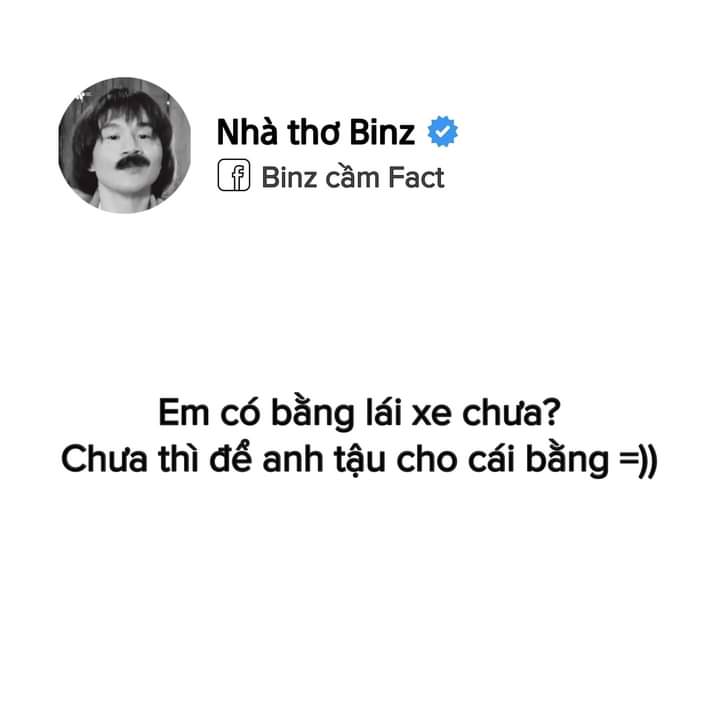 Nhà thơ Binz
Binz cầm Fact
Em có bằng lái xe chưa?
Chưa thì để anh tậu cho cái bằng =))